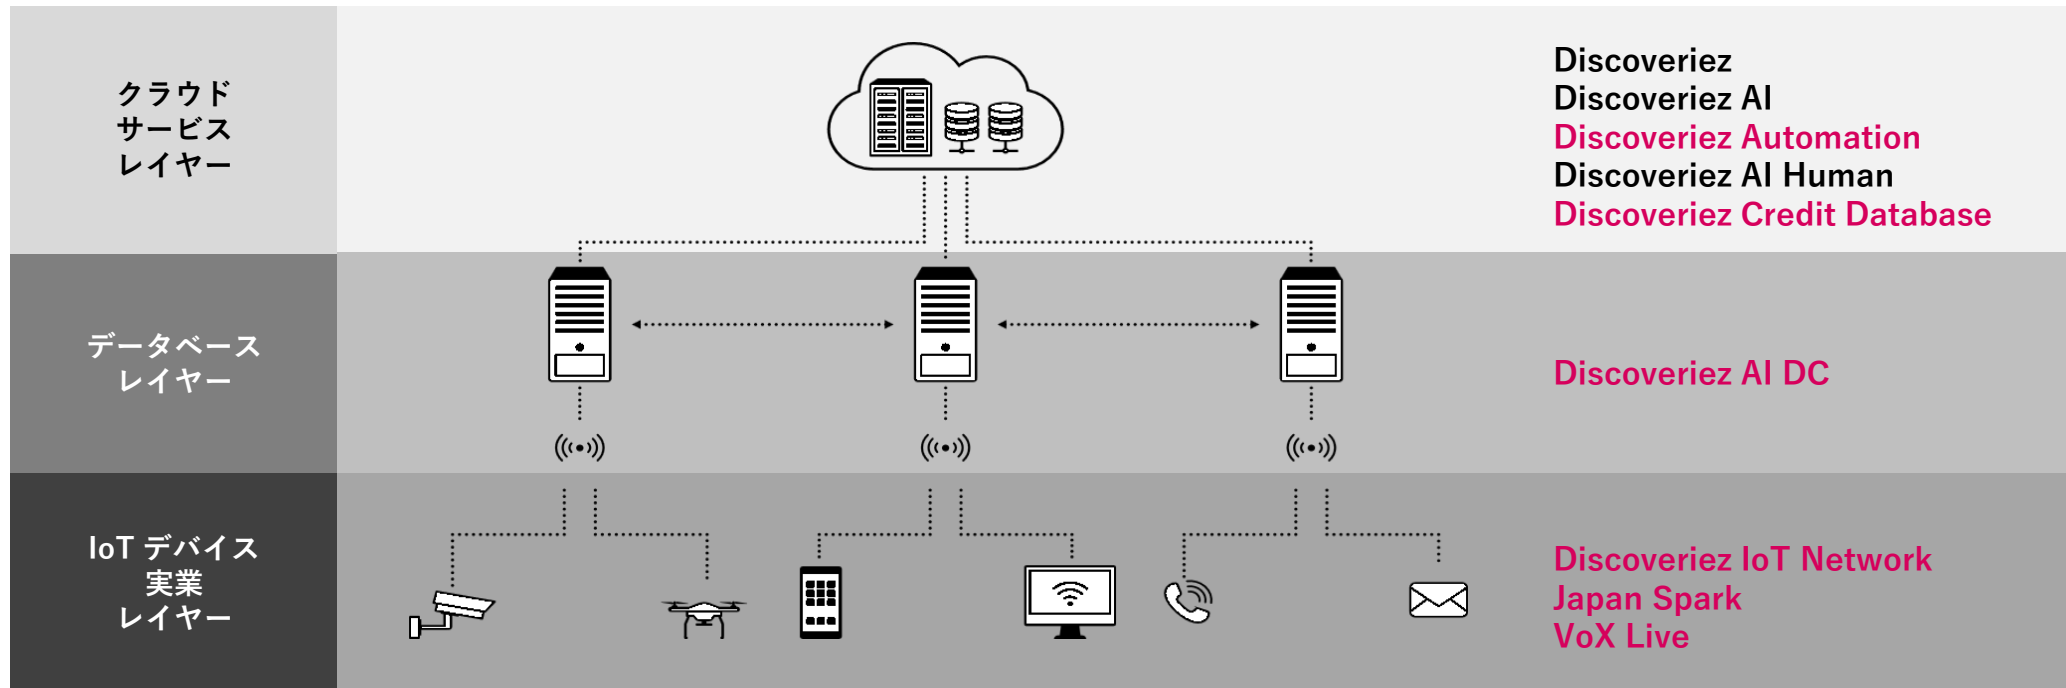 クラウド
サービス
レイヤー
Discoveriez
Discoveriez AI
Discoveriez Automation
Discoveriez AI Human
Discoveriez Credit Database
データベース
レイヤー
Discoveriez AI DC
IoT デバイス
実業
レイヤー
Discoveriez IoT Network
Japan Spark
VoX Live